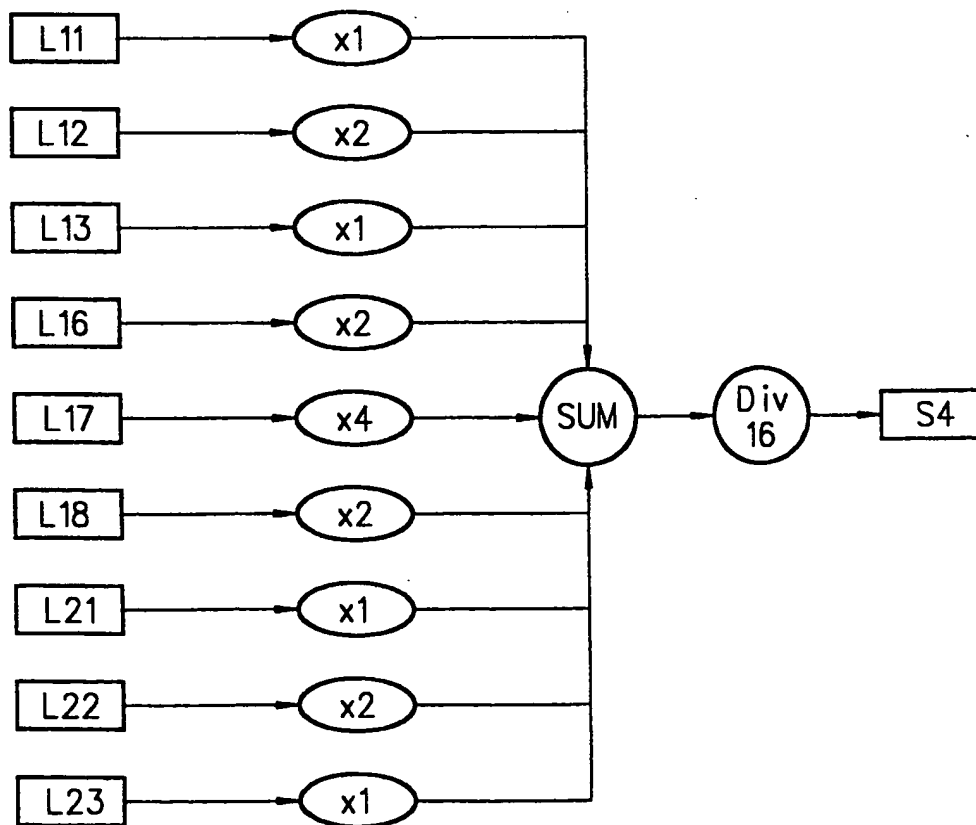 L11 x1
L12 x2
L13 x1
L16 x2
L17 x4 SUM Div 16 S4
L18 x2
L21 x1
L22 x2
L23 x1